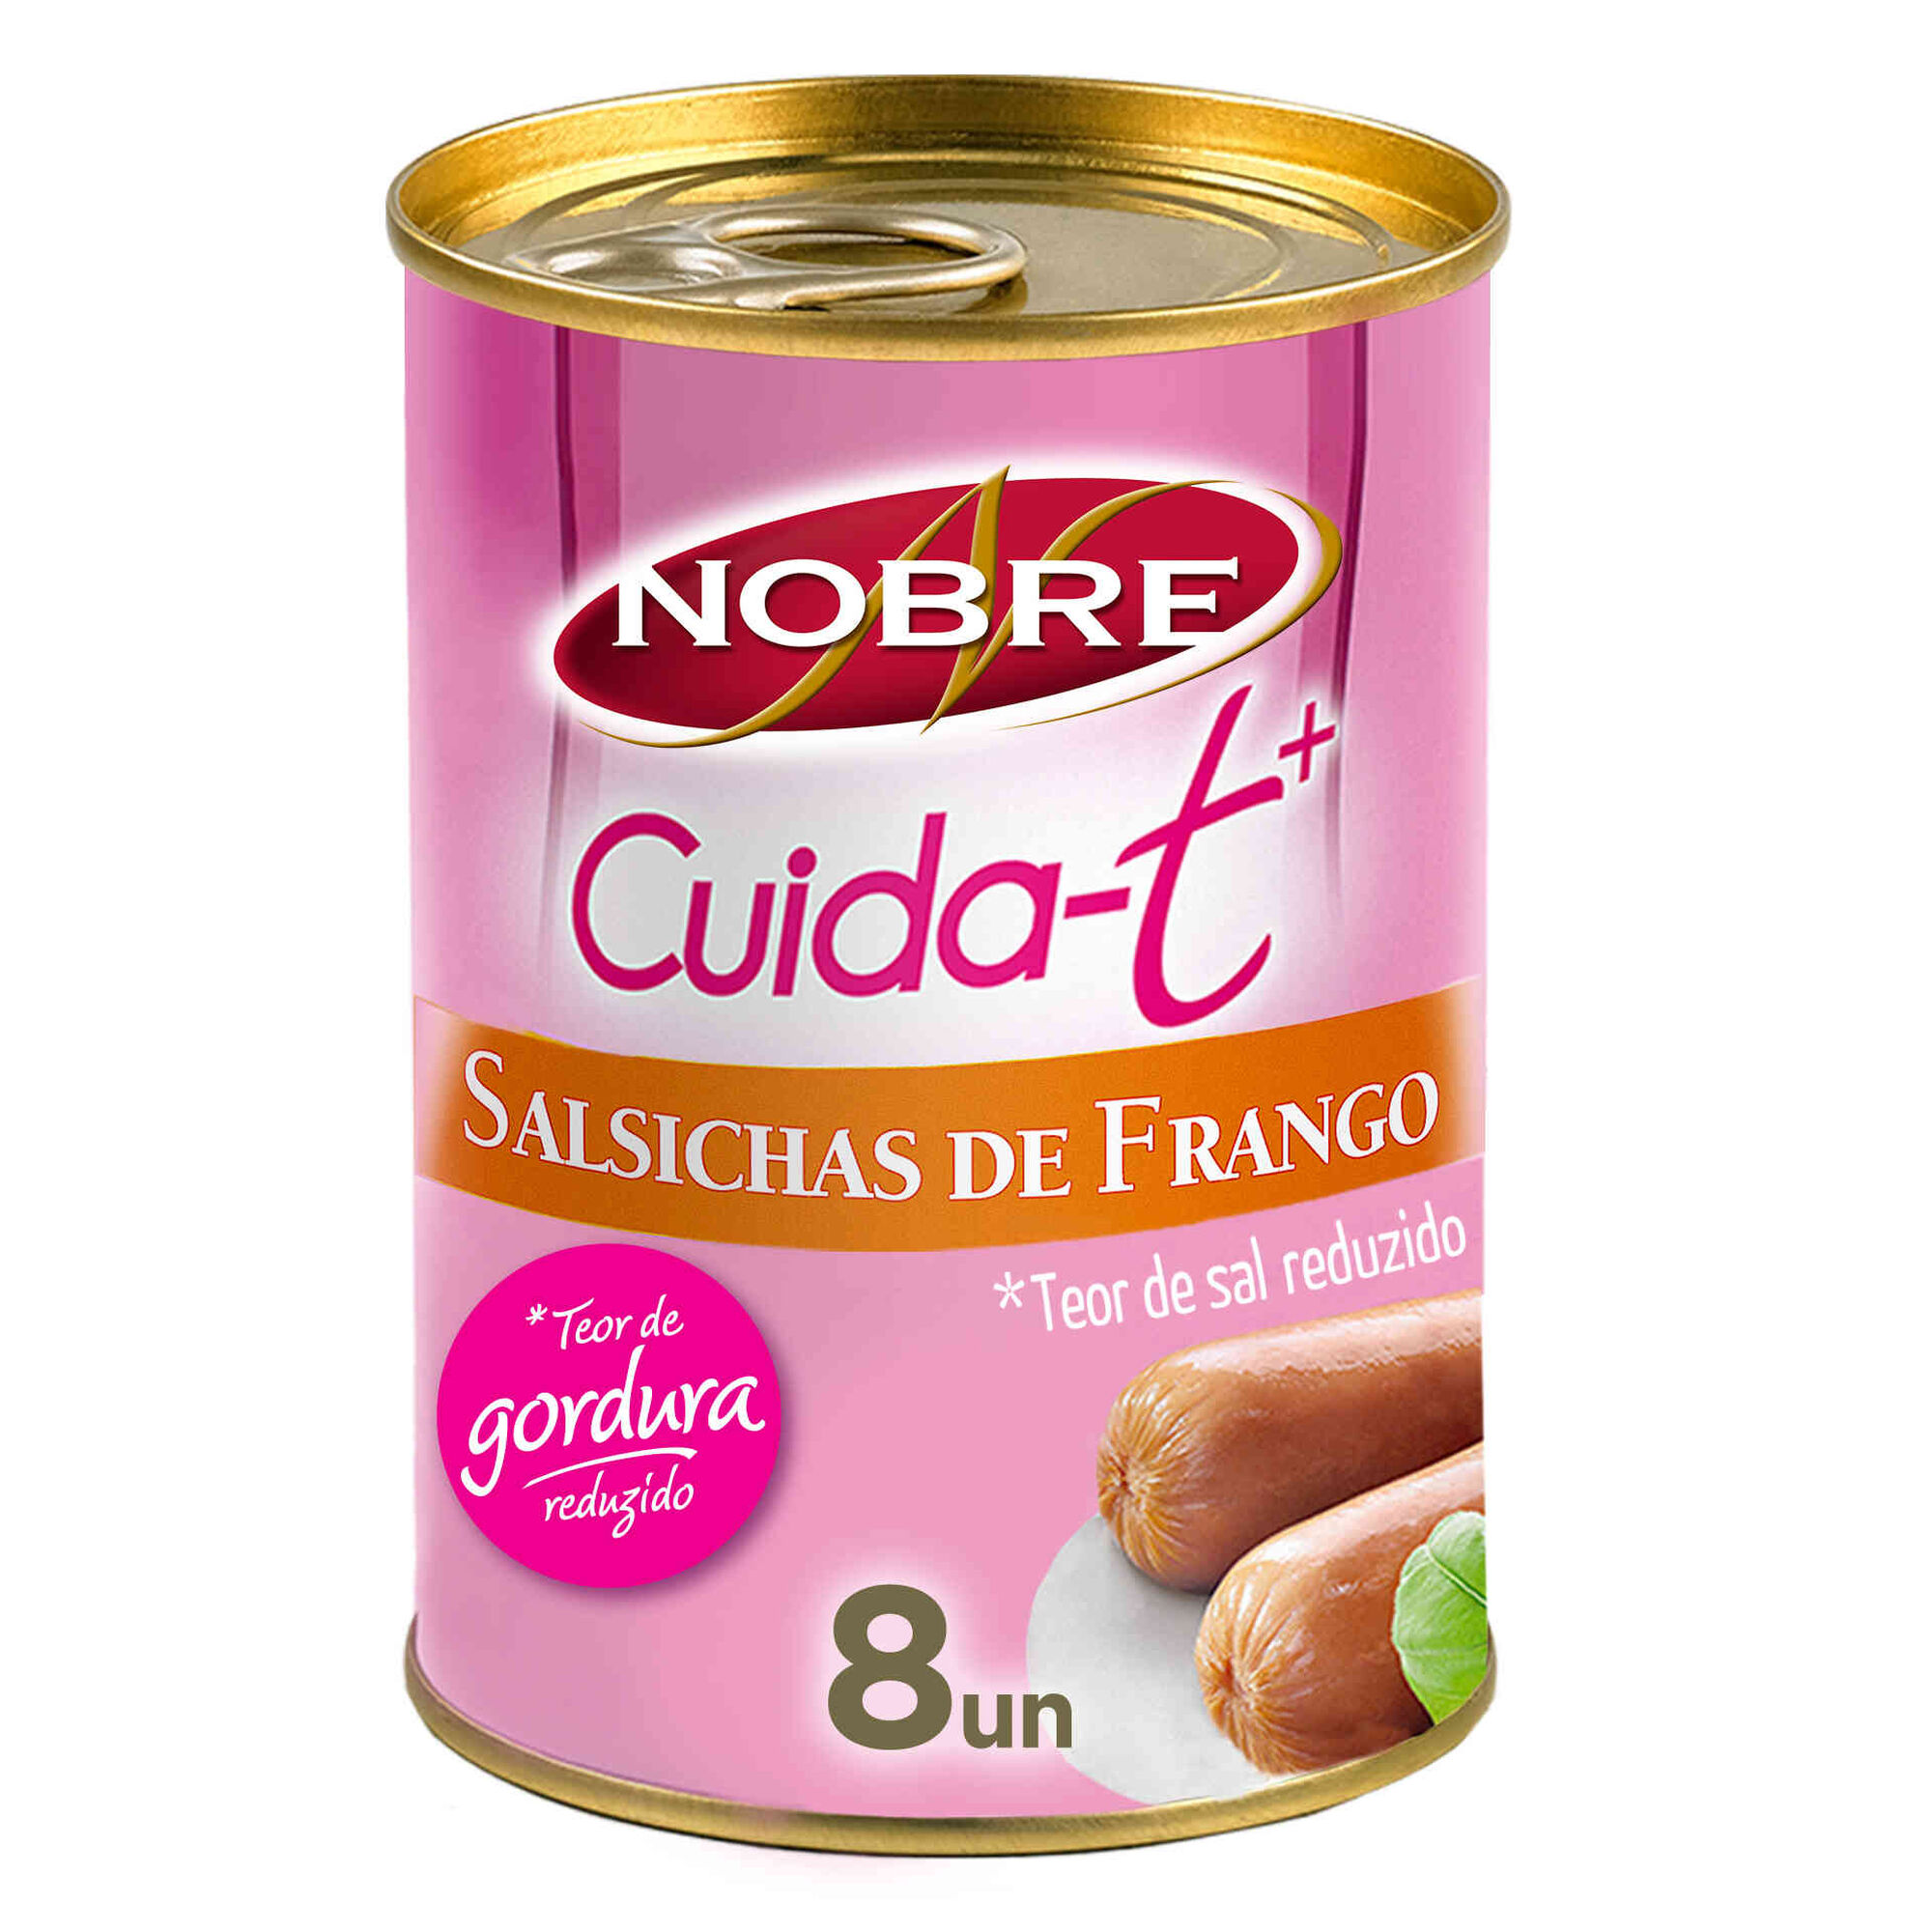 NOBRE
Cuida-t+
SALSICHAS DE FRANGO
*Teor de sal reduzido
*Teor de
gordura
reduzido
8un